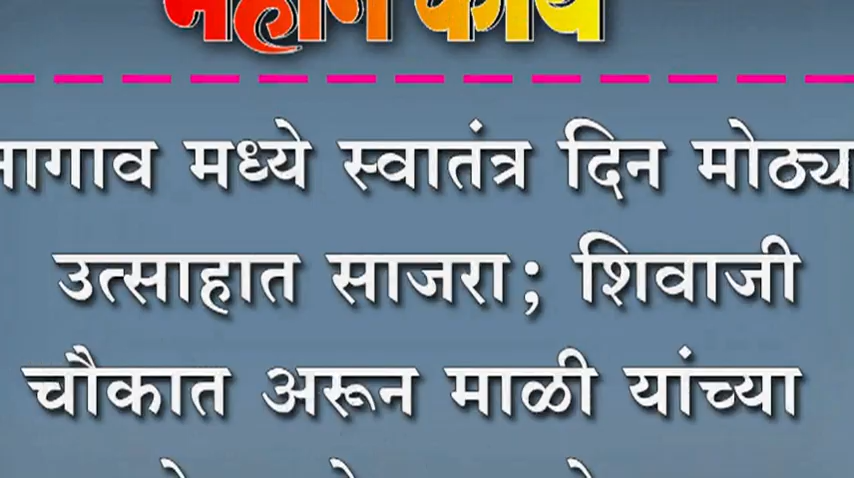 मध्ये स्वातंत्र दिन मोठ्या
उत्साहात साजरा; शिवाजी
चौकात अरून माळी यांच्या